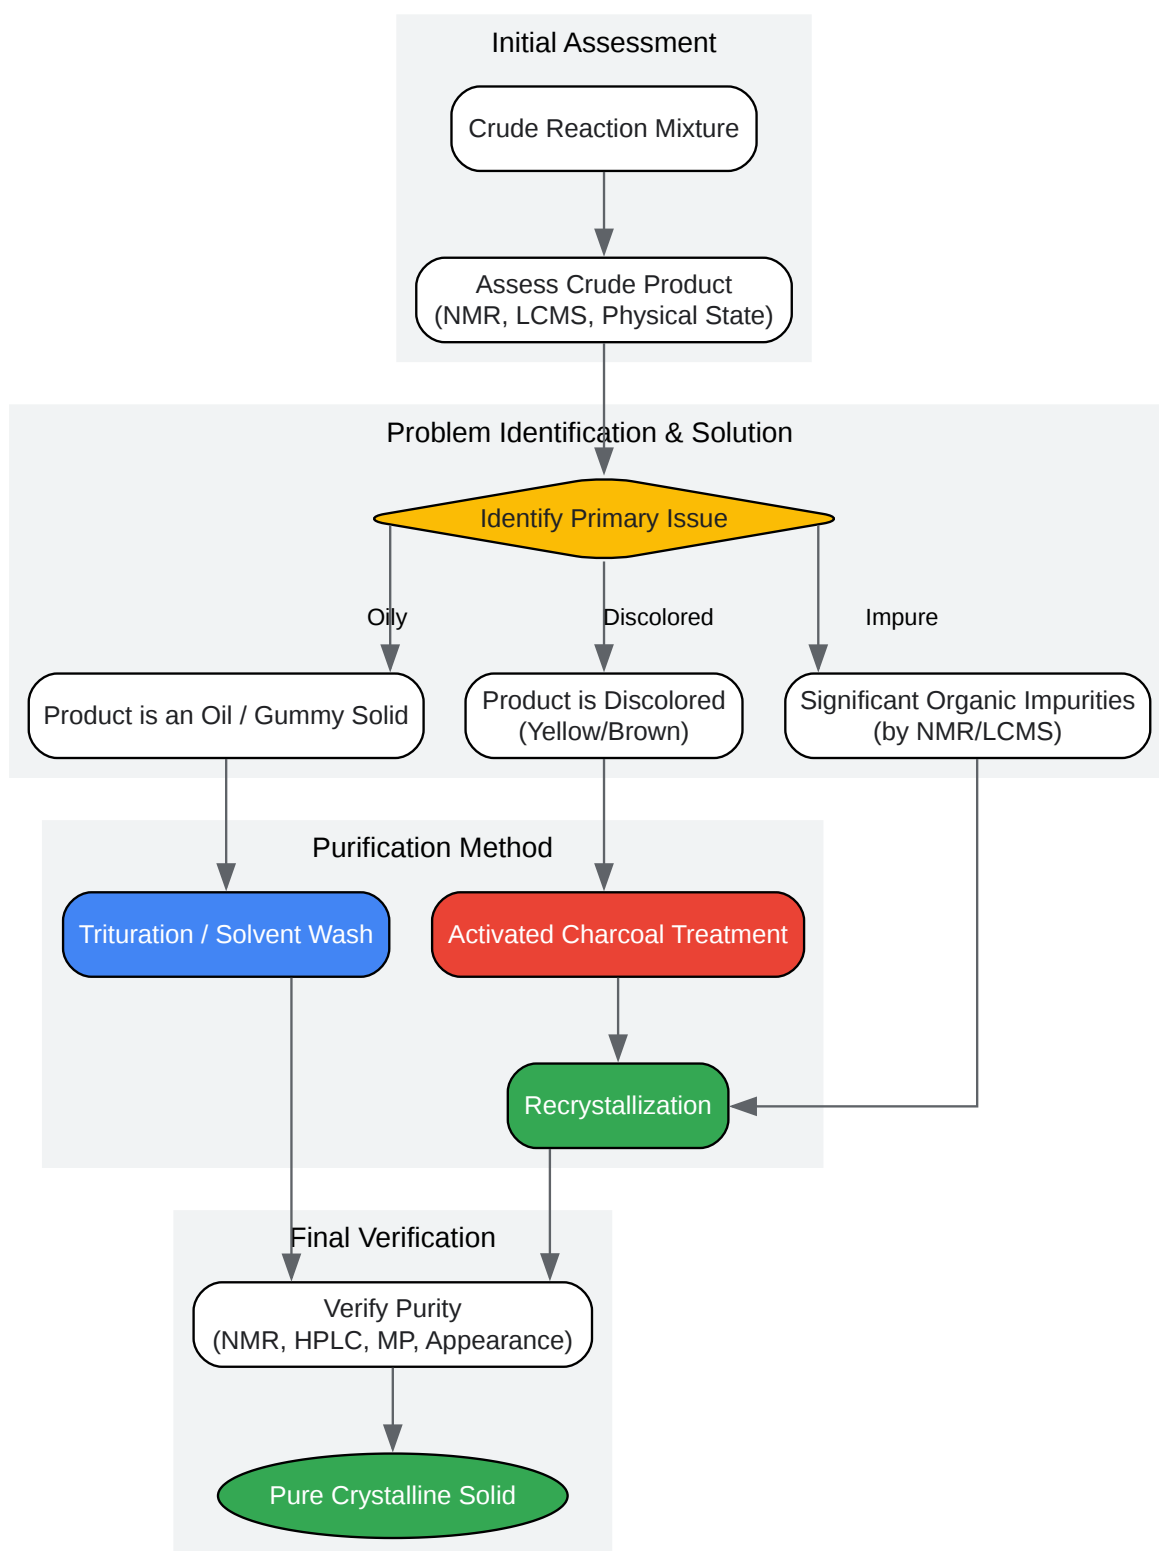 Initial Assessment
Crude Reaction Mixture
Assess Crude Product
(NMR, LCMS, Physical State)
Problem Identification & Solution
Identify Primary Issue
Oily
Discolored
Impure
Product is an Oil / Gummy Solid
Product is Discolored
(Yellow/Brown)
Significant Organic Impurities
(by NMR/LCMS)
Purification Method
Trituration / Solvent Wash
Activated Charcoal Treatment
Recrystallization
Final Verification
Verify Purity
(NMR, HPLC, MP, Appearance)
Pure Crystalline Solid